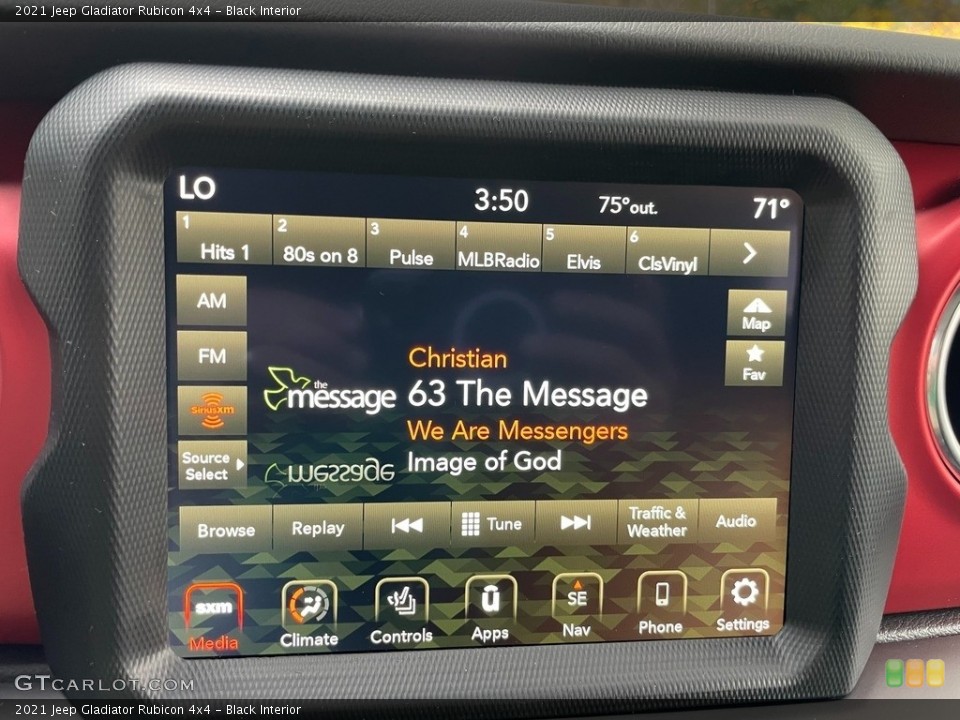 2021 Jeep Gladiator Rubicon 4x4 - Black Interior
LO 3:50 75°out. 71°
1 2 3 4 5 6
Hits 1 80s on 8 Pulse MLBRadio Elvis ClsVinyl
AM
Map
FM
Fav
SiriusXM
Source
Select
Christian
the
message 63 The Message
We Are Messengers
message Image of God
Browse Replay Tune Traffic & Weather Audio
sxm SE
Media Climate Controls Apps Nav Phone Settings
GTCARLOT.COM
2021 Jeep Gladiator Rubicon 4x4 - Black Interior